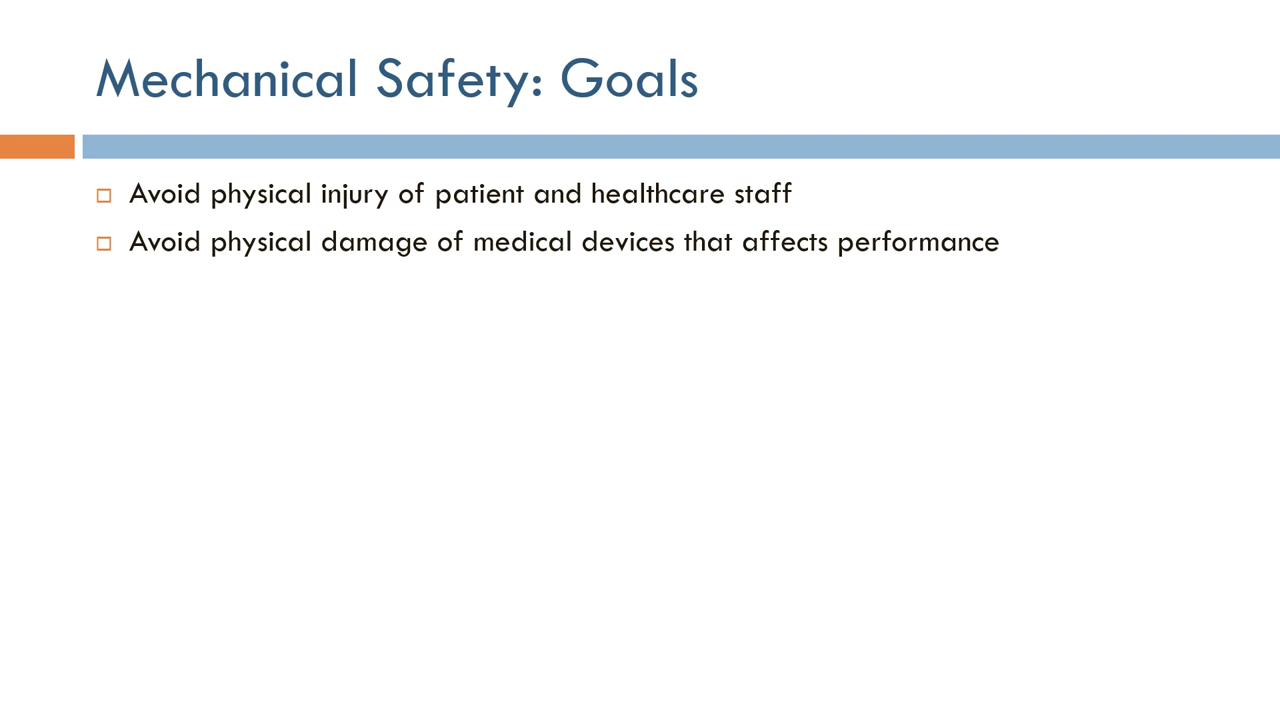 Mechanical Safety: Goals
Avoid physical injury of patient and healthcare staff
Avoid physical damage of medical devices that affects performance